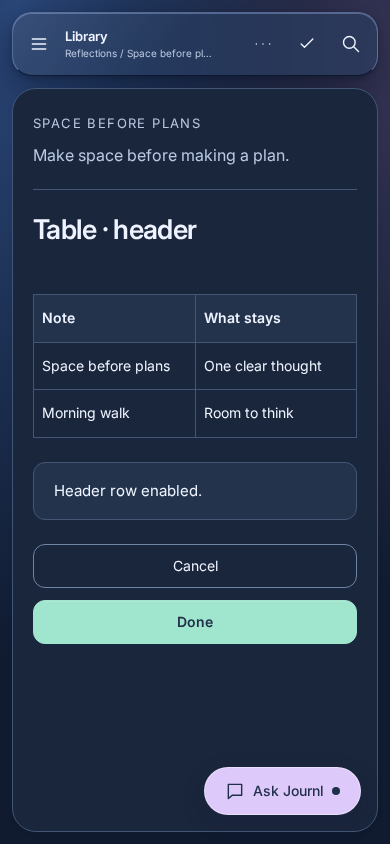 Library
Reflections / Space before pl...
SPACE BEFORE PLANS
Make space before making a plan.
Table · header
Note What stays
Space before plans One clear thought
Morning walk Room to think
Header row enabled.
Cancel
Done
Ask Journl